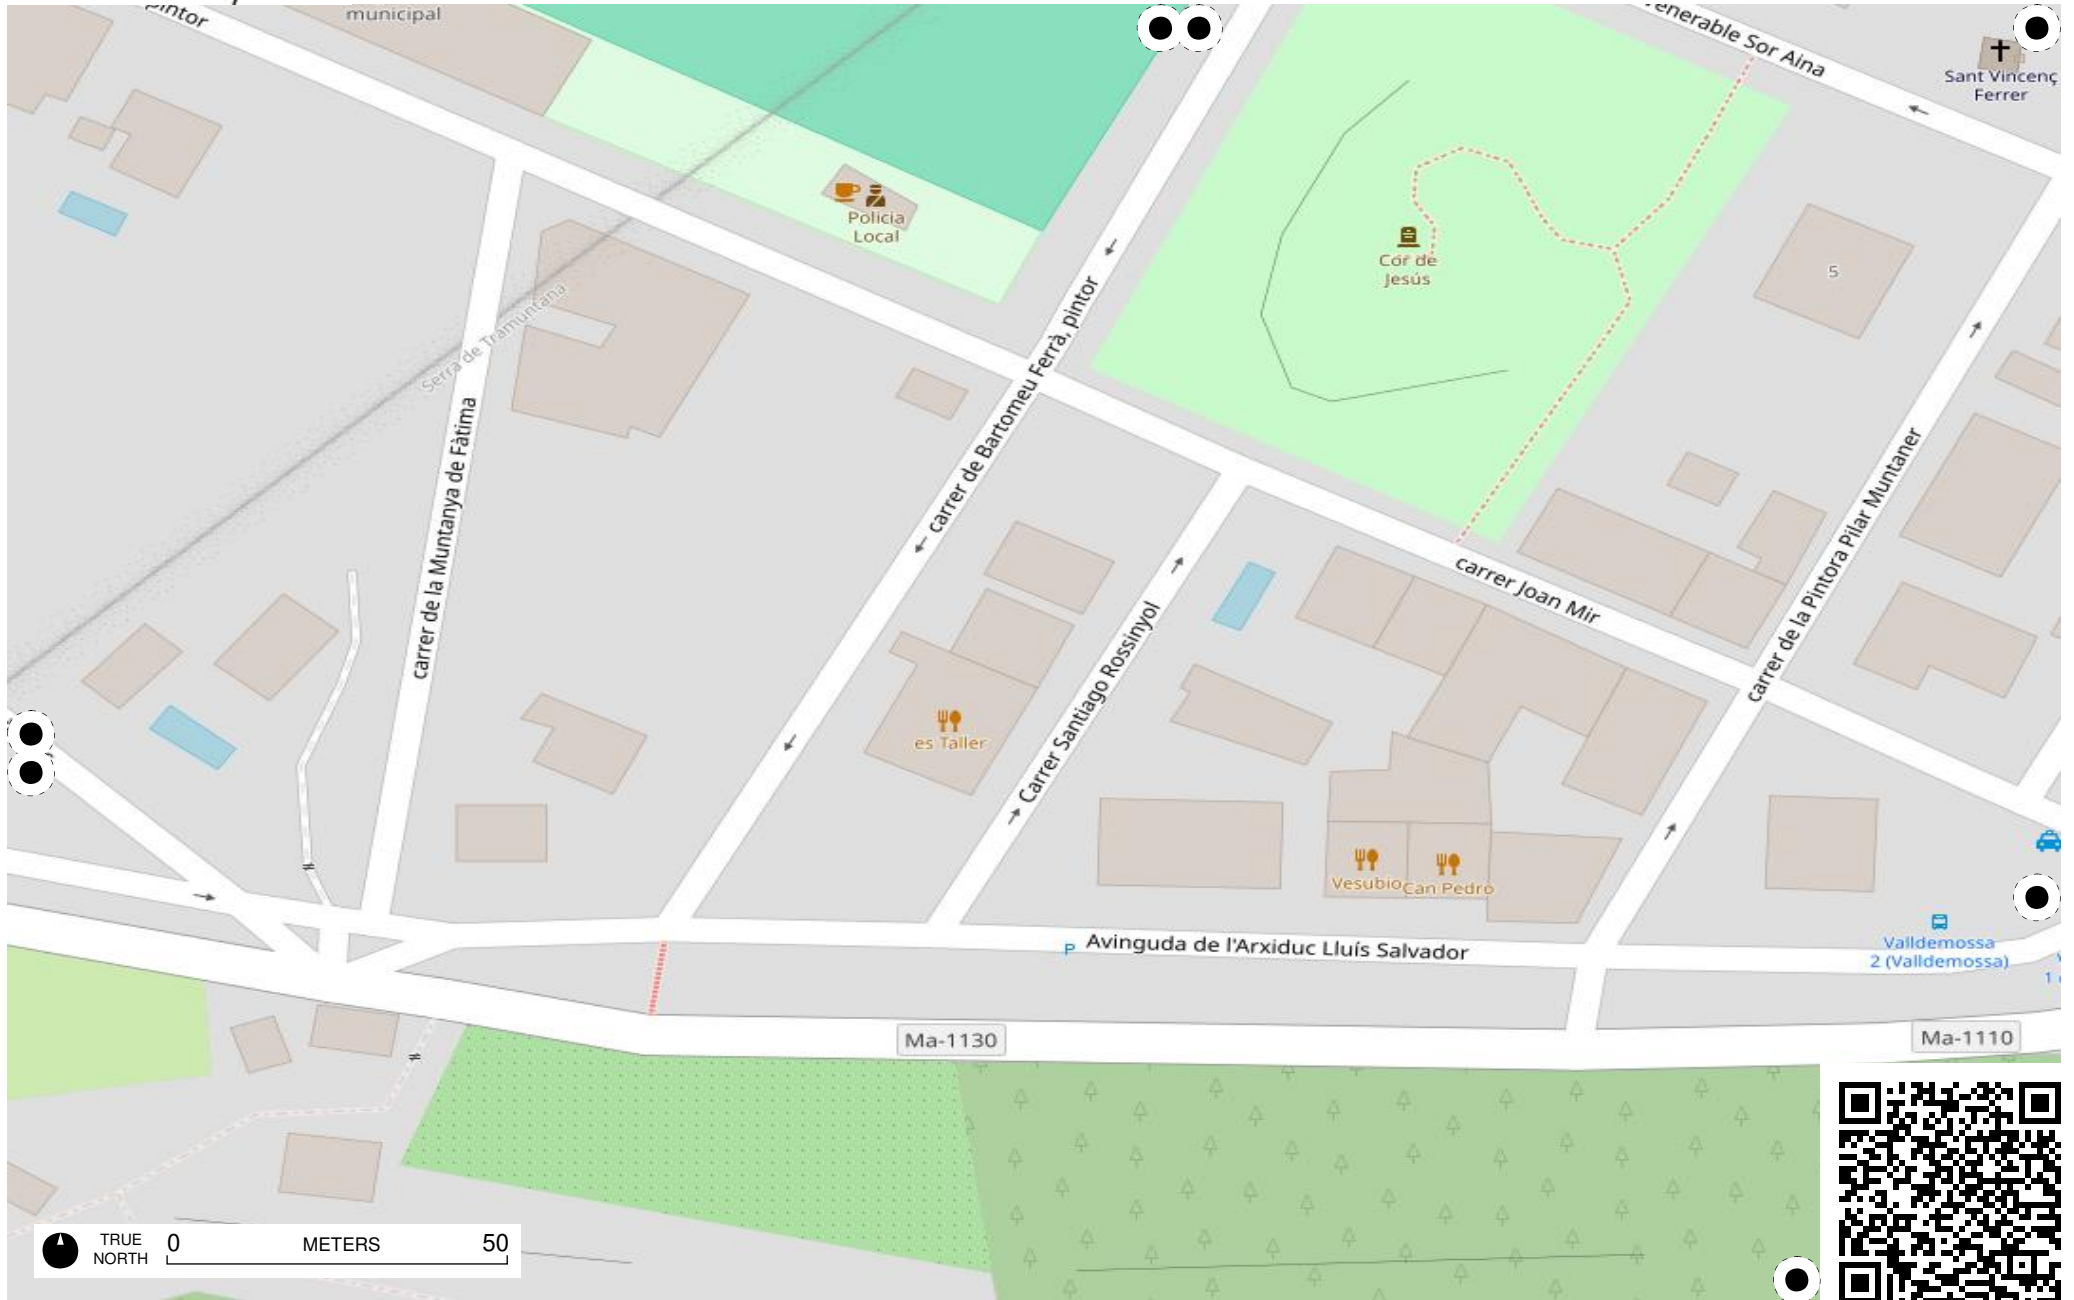 pintor
municipal
Venerable Sor Aina
Sant Vincenç
Ferrer
Policia
Local
Cor de
Jesús
5
Serra de Tramuntana
carrer de Bartomeu Ferrà, pintor
carrer de la Muntanya de Fàtima
carrer Joan Mir
carrer de la Pintora Pilar Muntaner
Carrer Santiago Rossinyol
es Taller
Vesubio
Can Pedro
P
Avinguda de l'Arxiduc Lluís Salvador
Valldemossa
2 (Valldemossa)
1
Ma-1130
Ma-1110
TRUE
NORTH
0 METERS 50